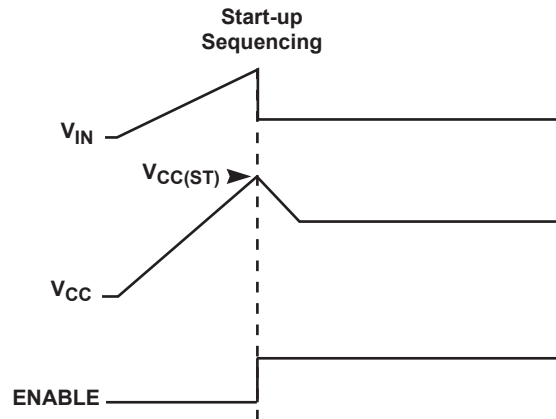 Start-up
Sequencing
VIN
VCC(ST)
VCC
ENABLE